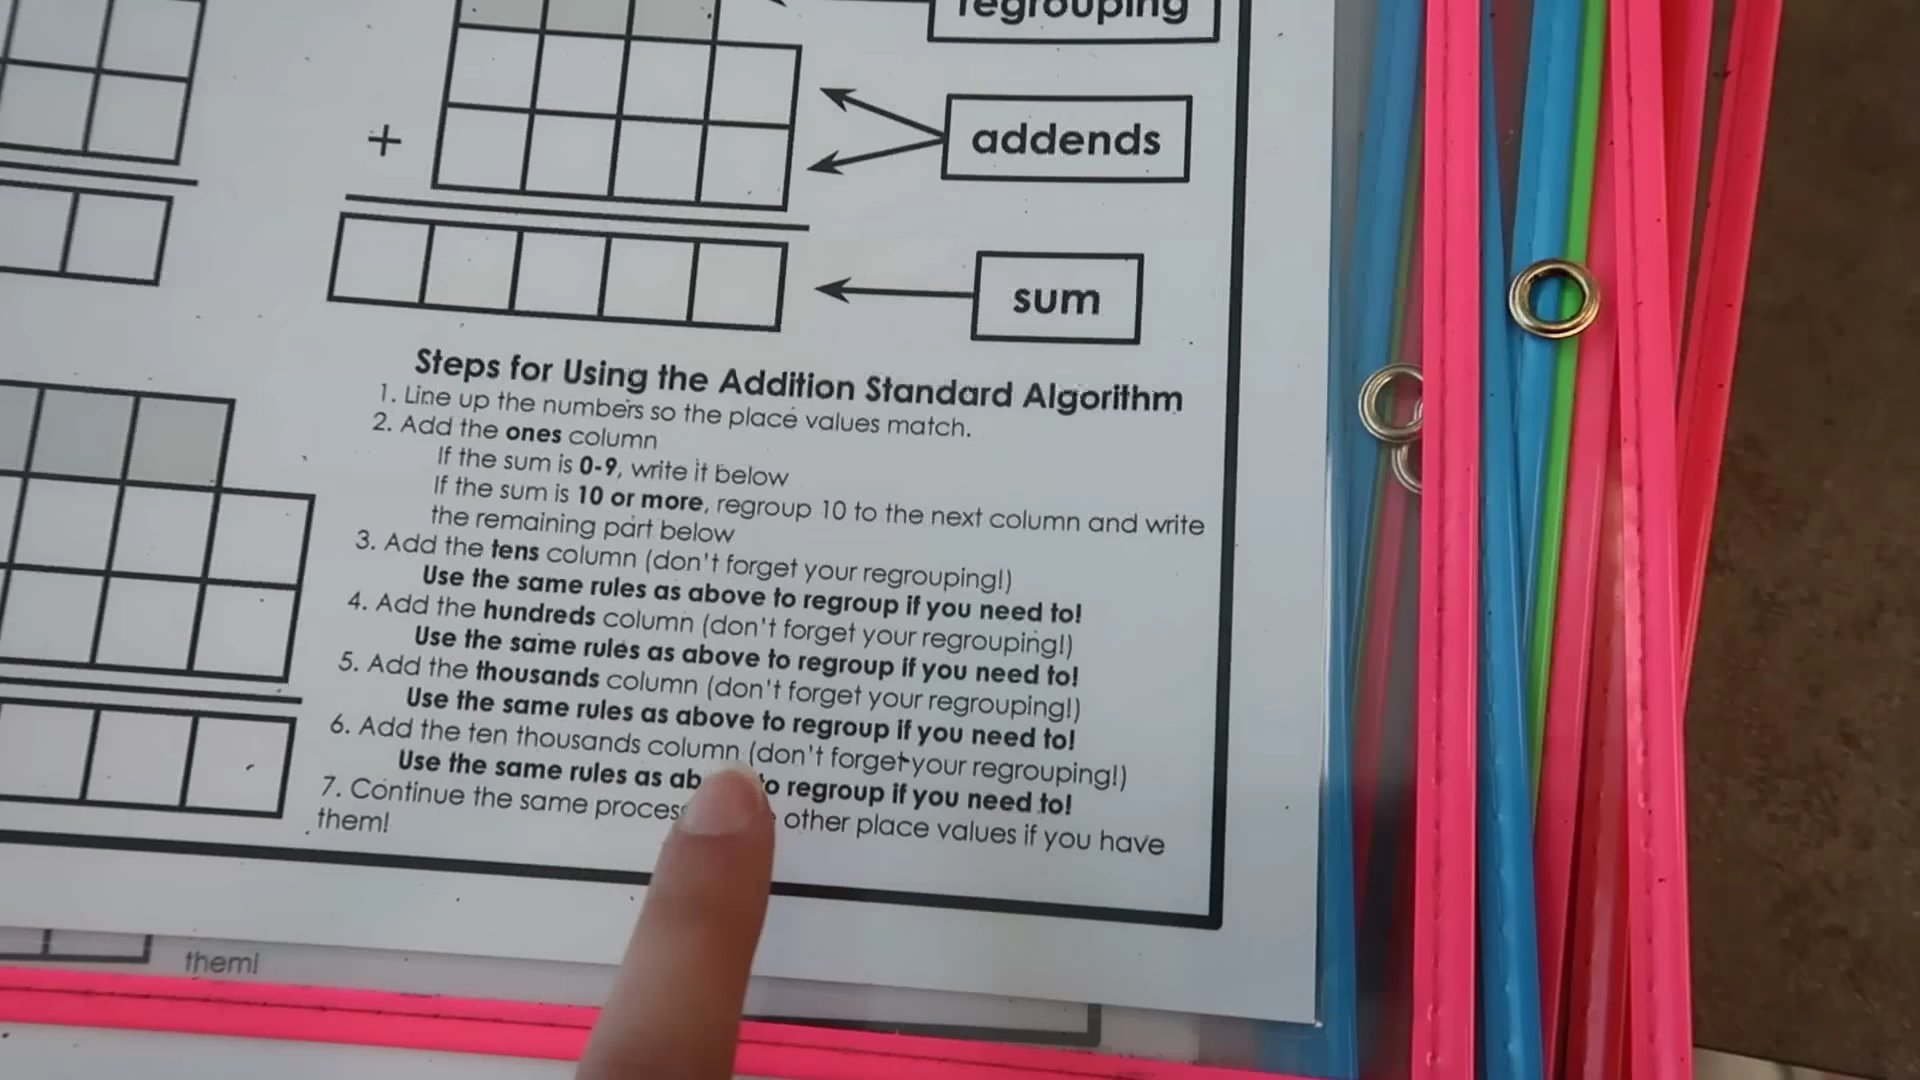 regrouping
+
addends
sum
Steps for Using the Addition Standard Algorithm
1. Line up the numbers so the place values match.
2. Add the ones column
If the sum is 0-9, write it below
If the sum is 10 or more, regroup 10 to the next column and write
the remaining part below
3. Add the tens column (don't forget your regrouping!)
Use the same rules as above to regroup if you need to!
4. Add the hundreds column (don't forget your regrouping!)
Use the same rules as above to regroup if you need to!
5. Add the thousands column (don't forget your regrouping!)
Use the same rules as above to regroup if you need to!
6. Add the ten thousands column (don't forget your regrouping!)
Use the same rules as to regroup if you need to!
7. Continue the same process other place values if you have
them!
them!